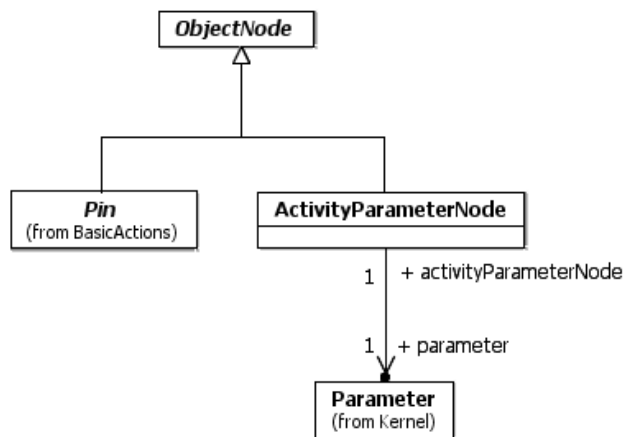 ObjectNode
Pin
(from BasicActions)
ActivityParameterNode
1 + activityParameterNode
1 + parameter
Parameter
(from Kernel)